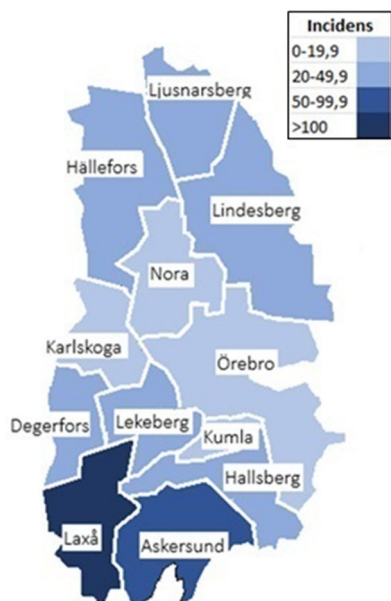 Incidens
0-19,9
20-49,9
50-99,9
>100
Ljusnarsberg
Hällefors
Lindesberg
Nora
Karlskoga
Örebro
Degerfors
Lekeberg
Kumla
Hallsberg
Laxå
Askersund